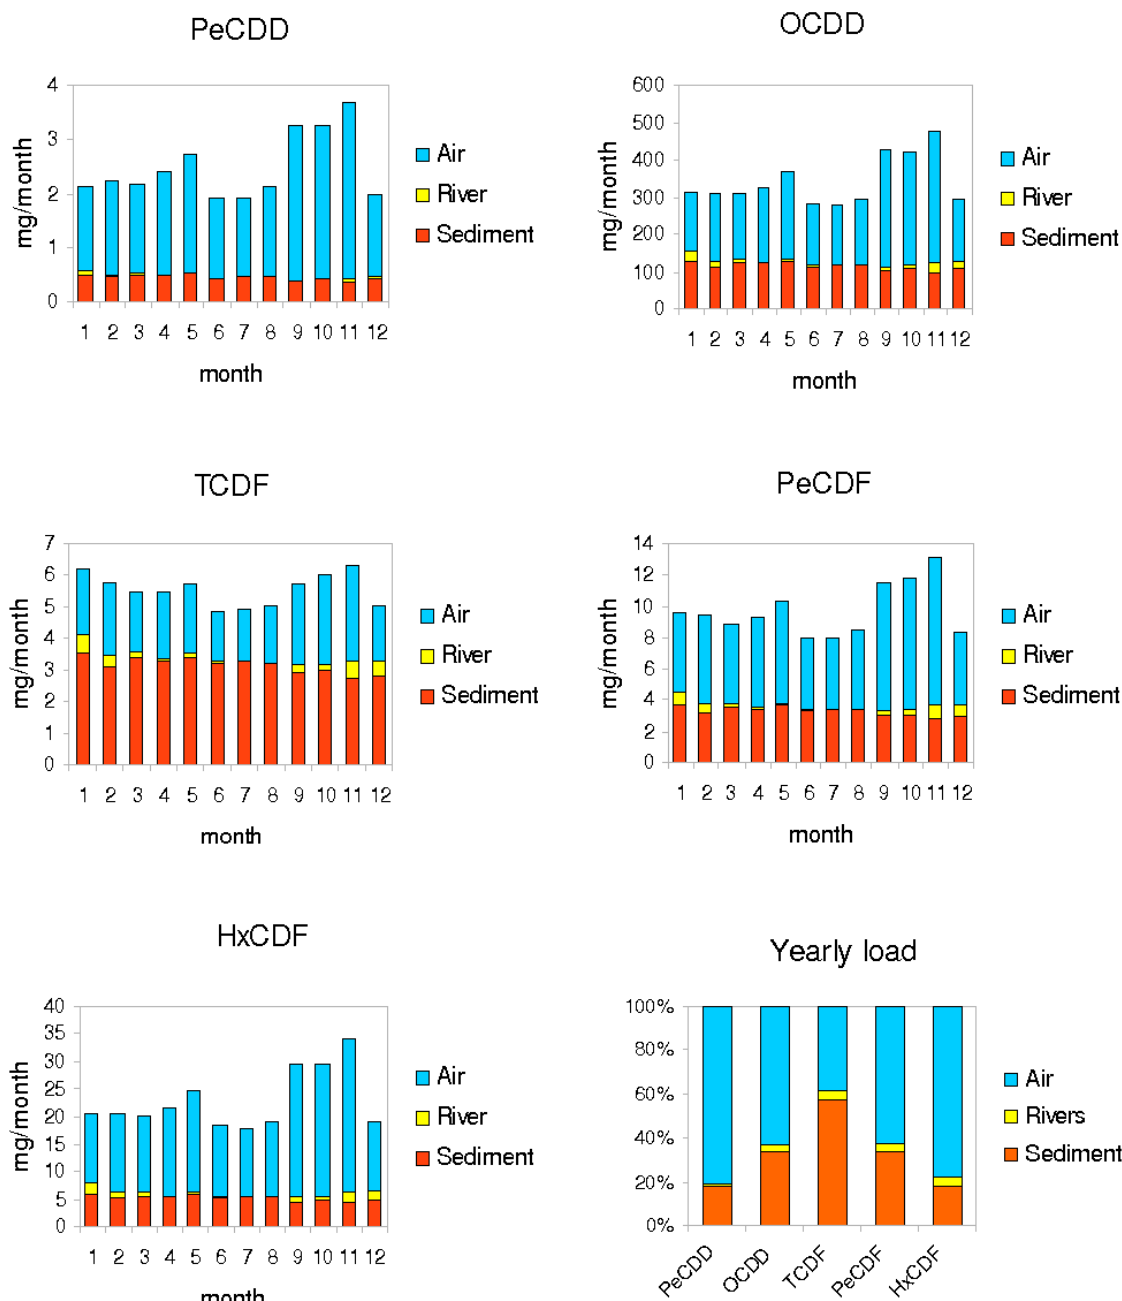 PeCDD
4
3
2
1
0
mg/month
1 2 3 4 5 6 7 8 9 10 11 12
month
Air
River
Sediment
OCDD
600
500
400
300
200
100
0
mg/month
1 2 3 4 5 6 7 8 9 10 11 12
month
Air
River
Sediment
TCDF
7
6
5
4
3
2
1
0
mg/month
1 2 3 4 5 6 7 8 9 10 11 12
month
Air
River
Sediment
PeCDF
14
12
10
8
6
4
2
0
mg/month
1 2 3 4 5 6 7 8 9 10 11 12
month
Air
River
Sediment
HxCDF
40
35
30
25
20
15
10
5
0
mg/month
1 2 3 4 5 6 7 8 9 10 11 12
month
Air
River
Sediment
Yearly load
100%
80%
60%
40%
20%
0%
PeCDD
OCDD
TCDF
PeCDF
HxCDF
Air
Rivers
Sediment